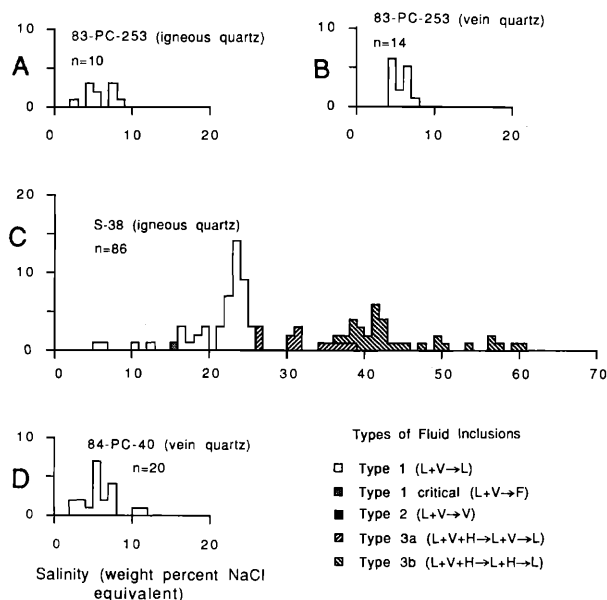 83-PC-253 (igneous quartz)
A
n=10
10
0
0 10 20
83-PC-253 (vein quartz)
B
n=14
10
0
0 10 20
20
C
S-38 (igneous quartz)
n=86
10
0
0 10 20 30 40 50 60 70
10
D
84-PC-40 (vein quartz)
n=20
0
0 10 20
Salinity (weight percent NaCl
equivalent)
Types of Fluid Inclusions
Type 1 (L+V→L)
Type 1 critical (L+V→F)
Type 2 (L+V→V)
Type 3a (L+V+H→L+V→L)
Type 3b (L+V+H→L+H→L)